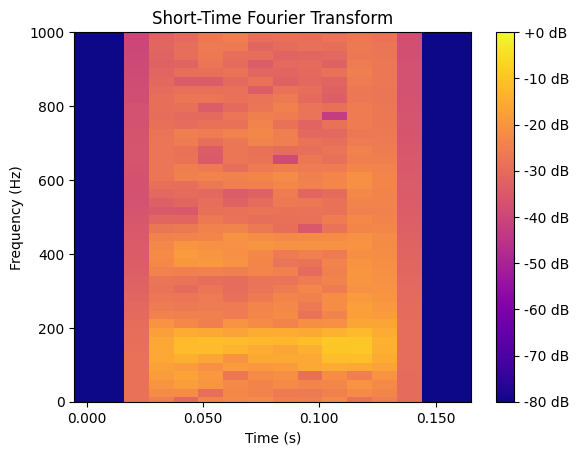 Short-Time Fourier Transform
1000
800
600
400
200
0
Frequency (Hz)
0.000
0.050
0.100
0.150
Time (s)
+0 dB
-10 dB
-20 dB
-30 dB
-40 dB
-50 dB
-60 dB
-70 dB
-80 dB